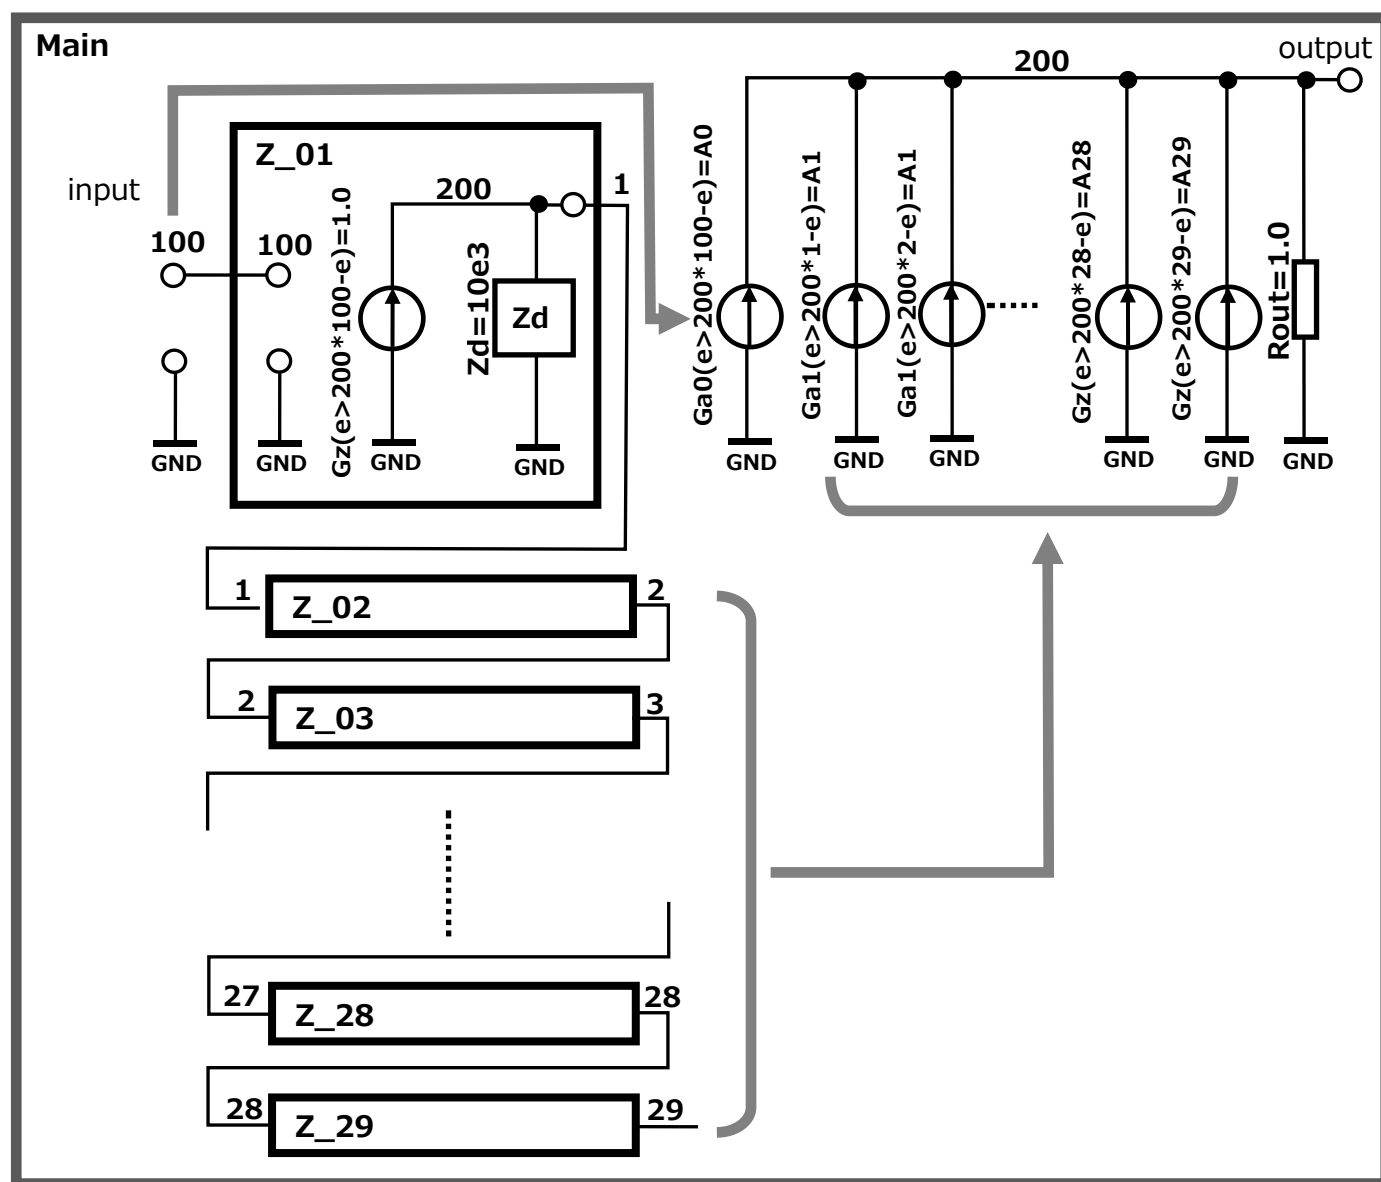 Main
output
200
input
Z_01
200
1
100
100
Gz(e>200*100-e)=1.0
Zd=10e3
Zd
GND
GND
GND
GND
Ga0(e>200*100-e)=A0
Ga1(e>200*1-e)=A1
Ga1(e>200*2-e)=A1
Gz(e>200*28-e)=A28
Gz(e>200*29-e)=A29
Rout=1.0
GND
GND
GND
GND
GND
GND
1
Z_02
2
2
Z_03
3
27
Z_28
28
28
Z_29
29